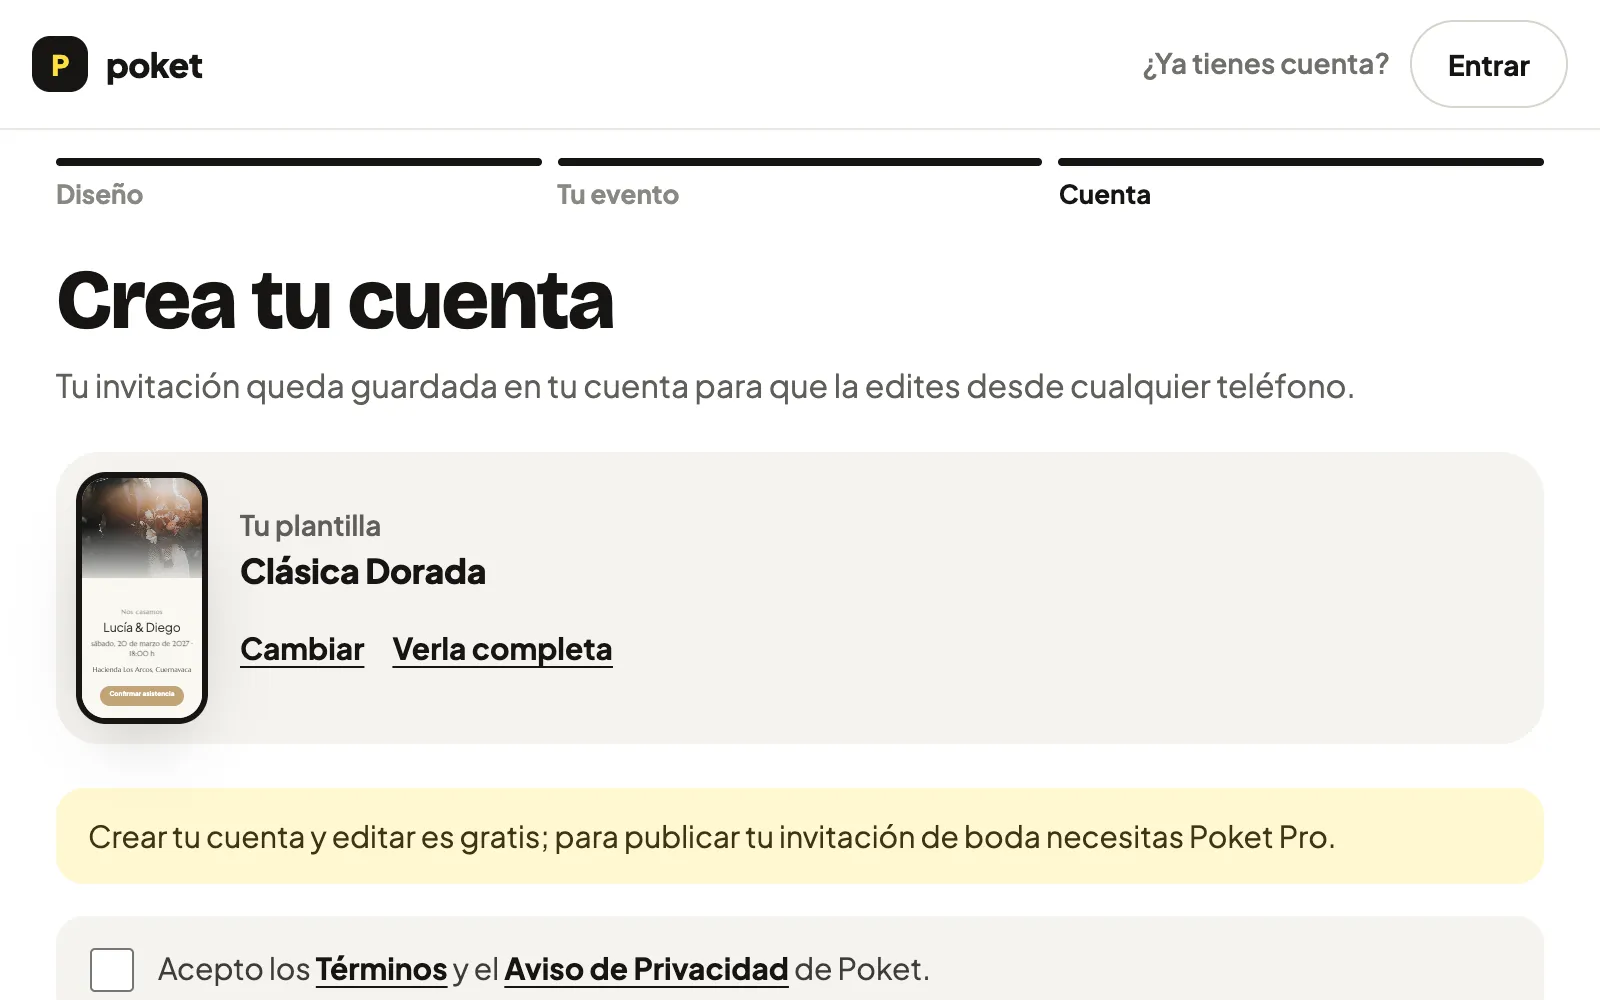 P poket
¿Ya tienes cuenta?
Entrar
Diseño
Tu evento
Cuenta
Crea tu cuenta
Tu invitación queda guardada en tu cuenta para que la edites desde cualquier teléfono.
Nos casamos
Lucía & Diego
sábado, 20 de marzo de 2027 ·
18:00 h
Hacienda Los Arcos, Cuernavaca
Confirmar asistencia
Tu plantilla
Clásica Dorada
Cambiar
Verla completa
Crear tu cuenta y editar es gratis; para publicar tu invitación de boda necesitas Poket Pro.
Acepto los Términos y el Aviso de Privacidad de Poket.